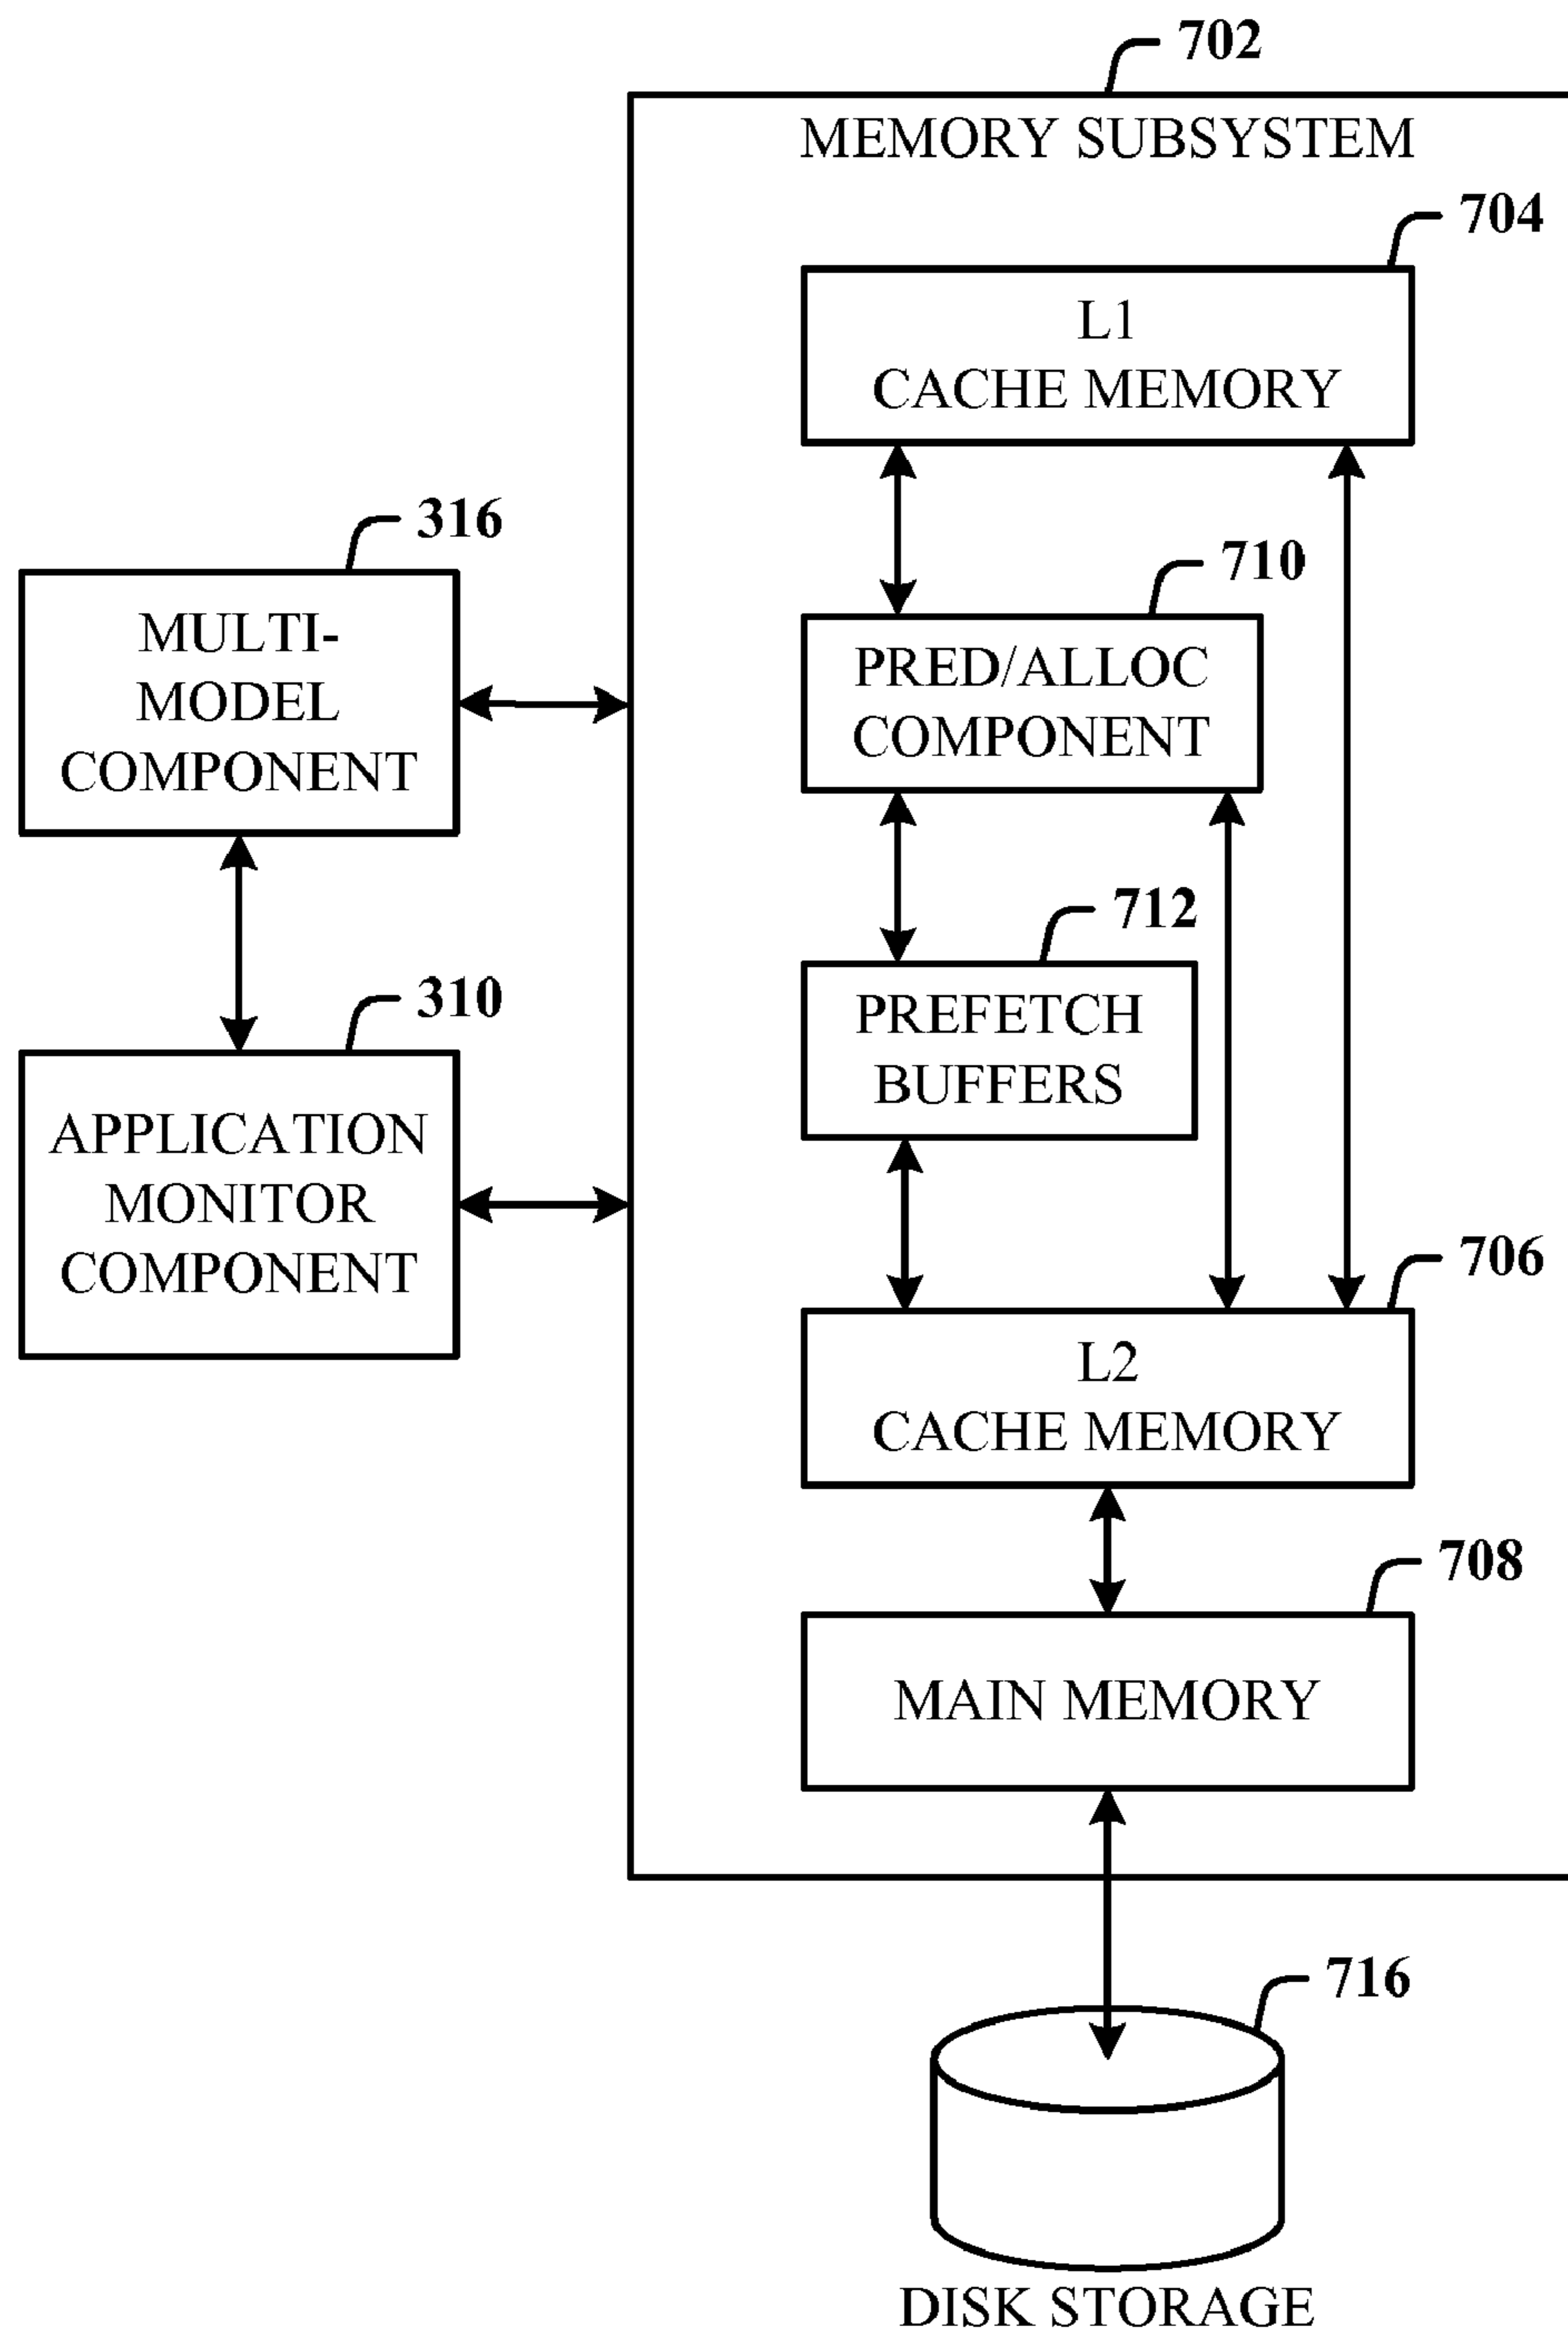 702
MEMORY SUBSYSTEM
704
L1
CACHE MEMORY
316
MULTI-
MODEL
COMPONENT
710
PRED/ALLOC
COMPONENT
712
PREFETCH
BUFFERS
310
APPLICATION
MONITOR
COMPONENT
706
L2
CACHE MEMORY
708
MAIN MEMORY
716
DISK STORAGE